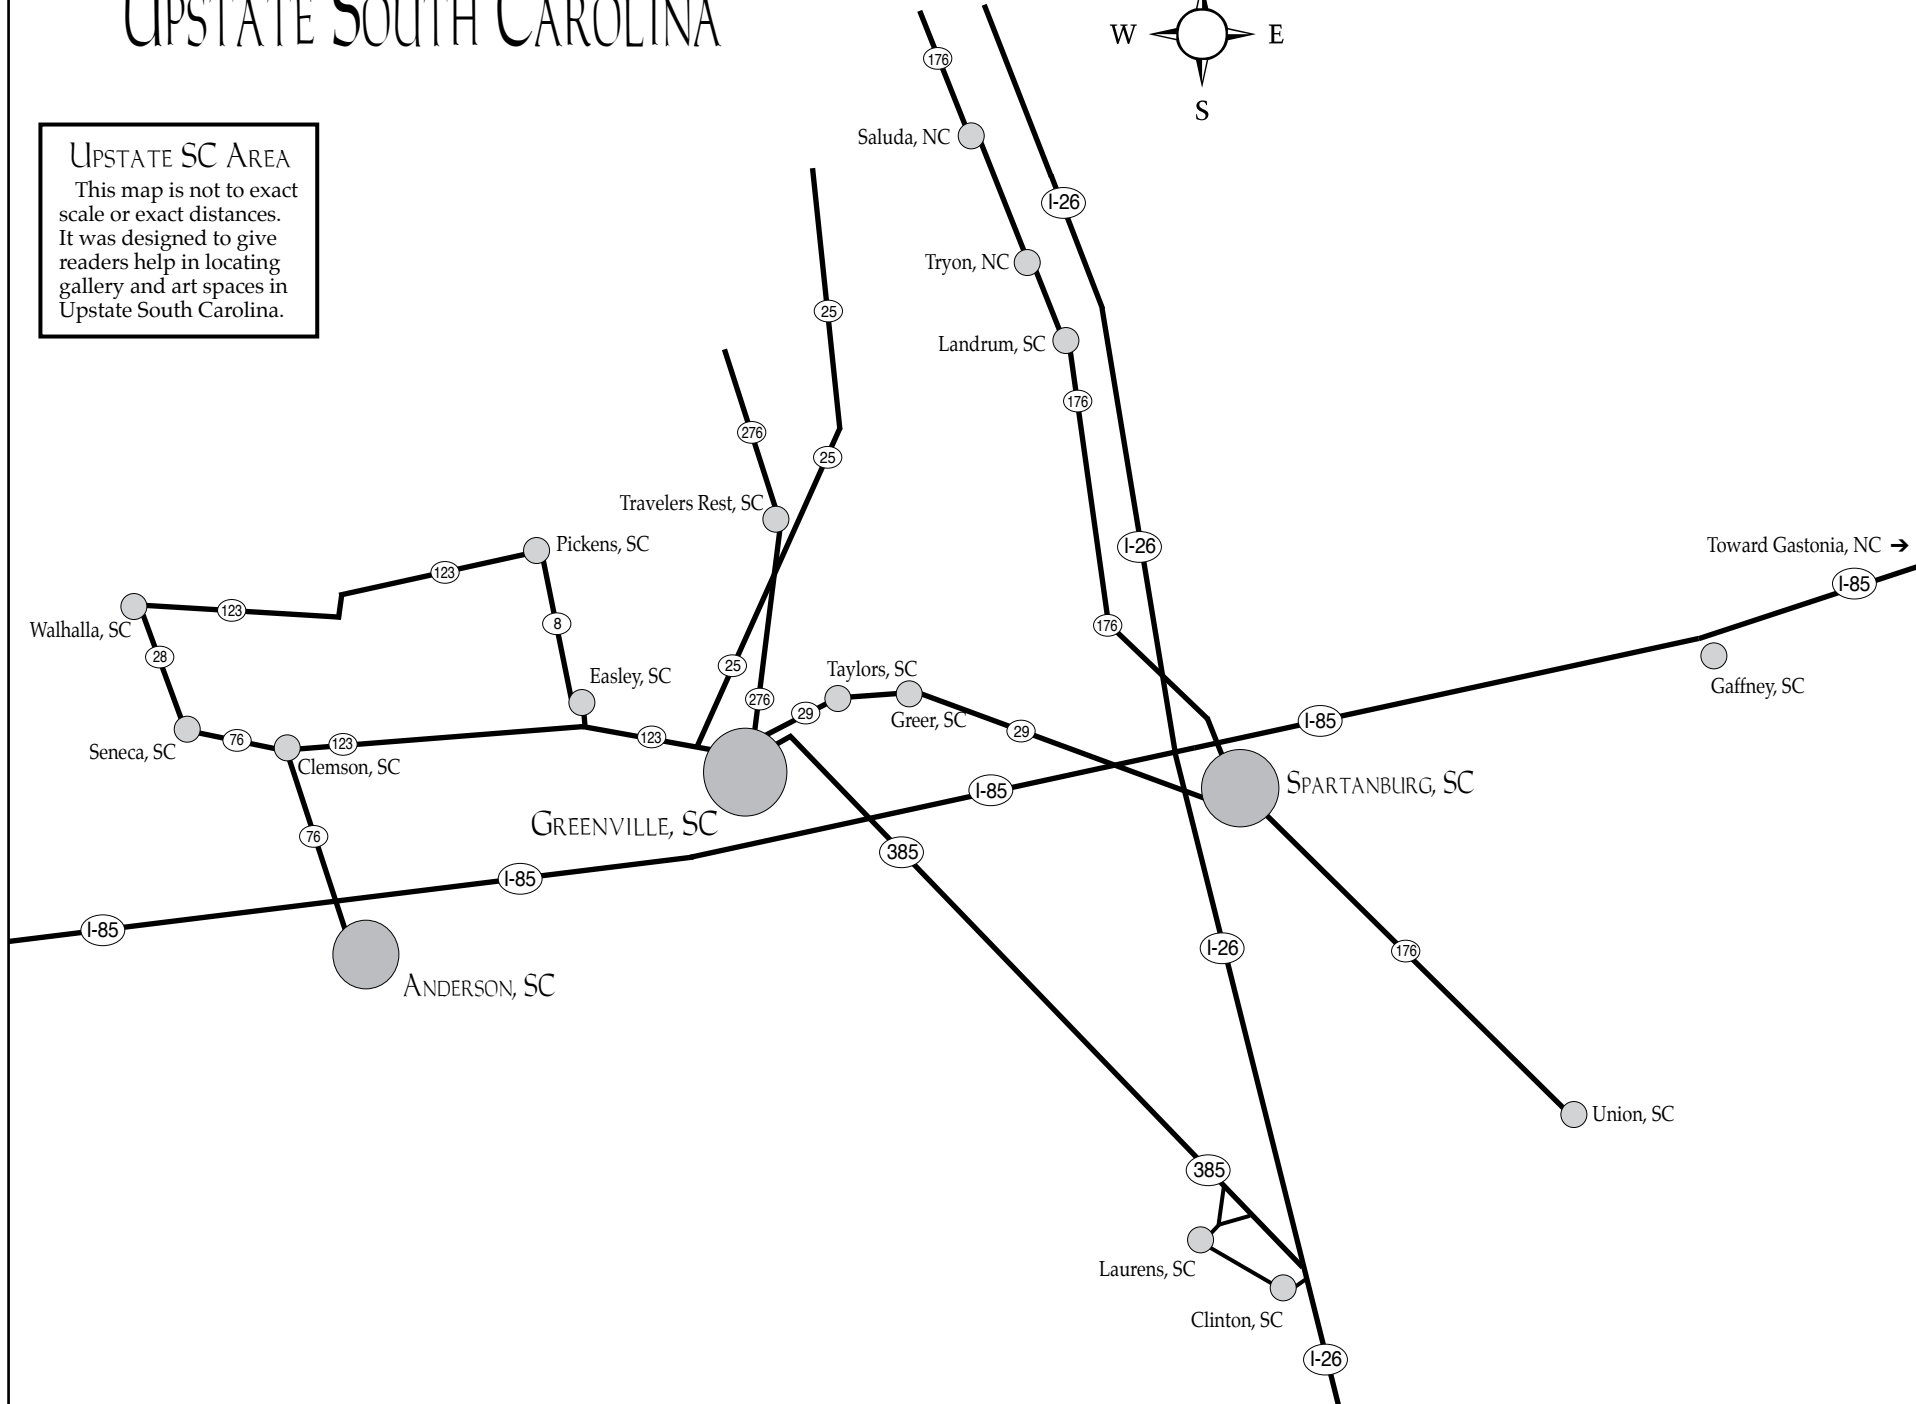 UPSTATE SOUTH CAROLINA
W
E
S
176
Saluda, NC
UPSTATE SC AREA
This map is not to exact
scale or exact distances.
It was designed to give
readers help in locating
gallery and art spaces in
Upstate South Carolina.
I-26
Tryon, NC
25
Landrum, SC
176
276
25
Travelers Rest, SC
Pickens, SC
I-26
Toward Gastonia, NC ➔
123
I-85
Walhalla, SC
123
8
176
28
25
Easley, SC
Taylors, SC
Gaffney, SC
276
29
Greer, SC
29
I-85
Seneca, SC
76
123
123
Clemson, SC
SPARTANBURG, SC
I-85
GREENVILLE, SC
76
385
I-85
I-85
I-26
176
ANDERSON, SC
Union, SC
385
Laurens, SC
Clinton, SC
I-26